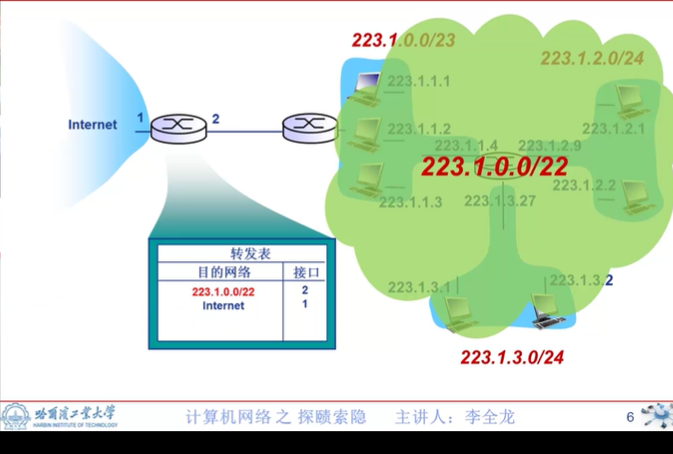 223.1.0.0/23
223.1.2.0/24
223.1.1.1
Internet
1
2
223.1.1.2
223.1.2.1
223.1.1.4
223.1.2.9
223.1.0.0/22
223.1.2.2
223.1.1.3
223.1.3.27
转发表
目的网络
接口
223.1.0.0/22
2
Internet
1
223.1.3.1
223.1.3.2
223.1.3.0/24
哈尔滨工业大学
HARBIN INSTITUTE OF TECHNOLOGY
计算机网络之 探赜索隐
主讲人：李全龙
6